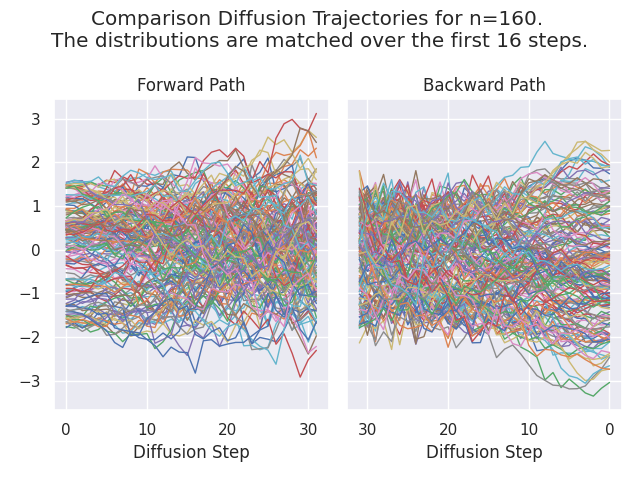 Comparison Diffusion Trajectories for n=160.
The distributions are matched over the first 16 steps.
Forward Path
Backward Path
3
2
1
0
−1
−2
−3
0 10 20 30
30 20 10 0
Diffusion Step
Diffusion Step